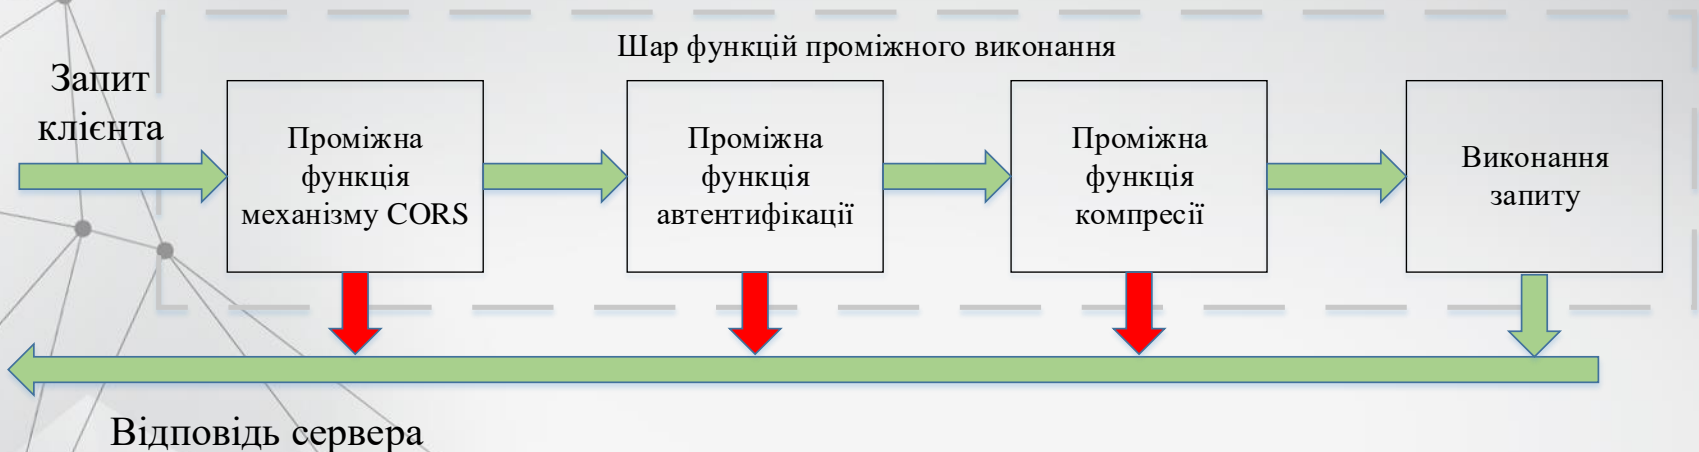 Шар функцій проміжного виконання
Запит
клієнта
Проміжна
функція
механізму CORS
Проміжна
функція
автентифікації
Проміжна
функція
компресії
Виконання
запиту
Відповідь сервера